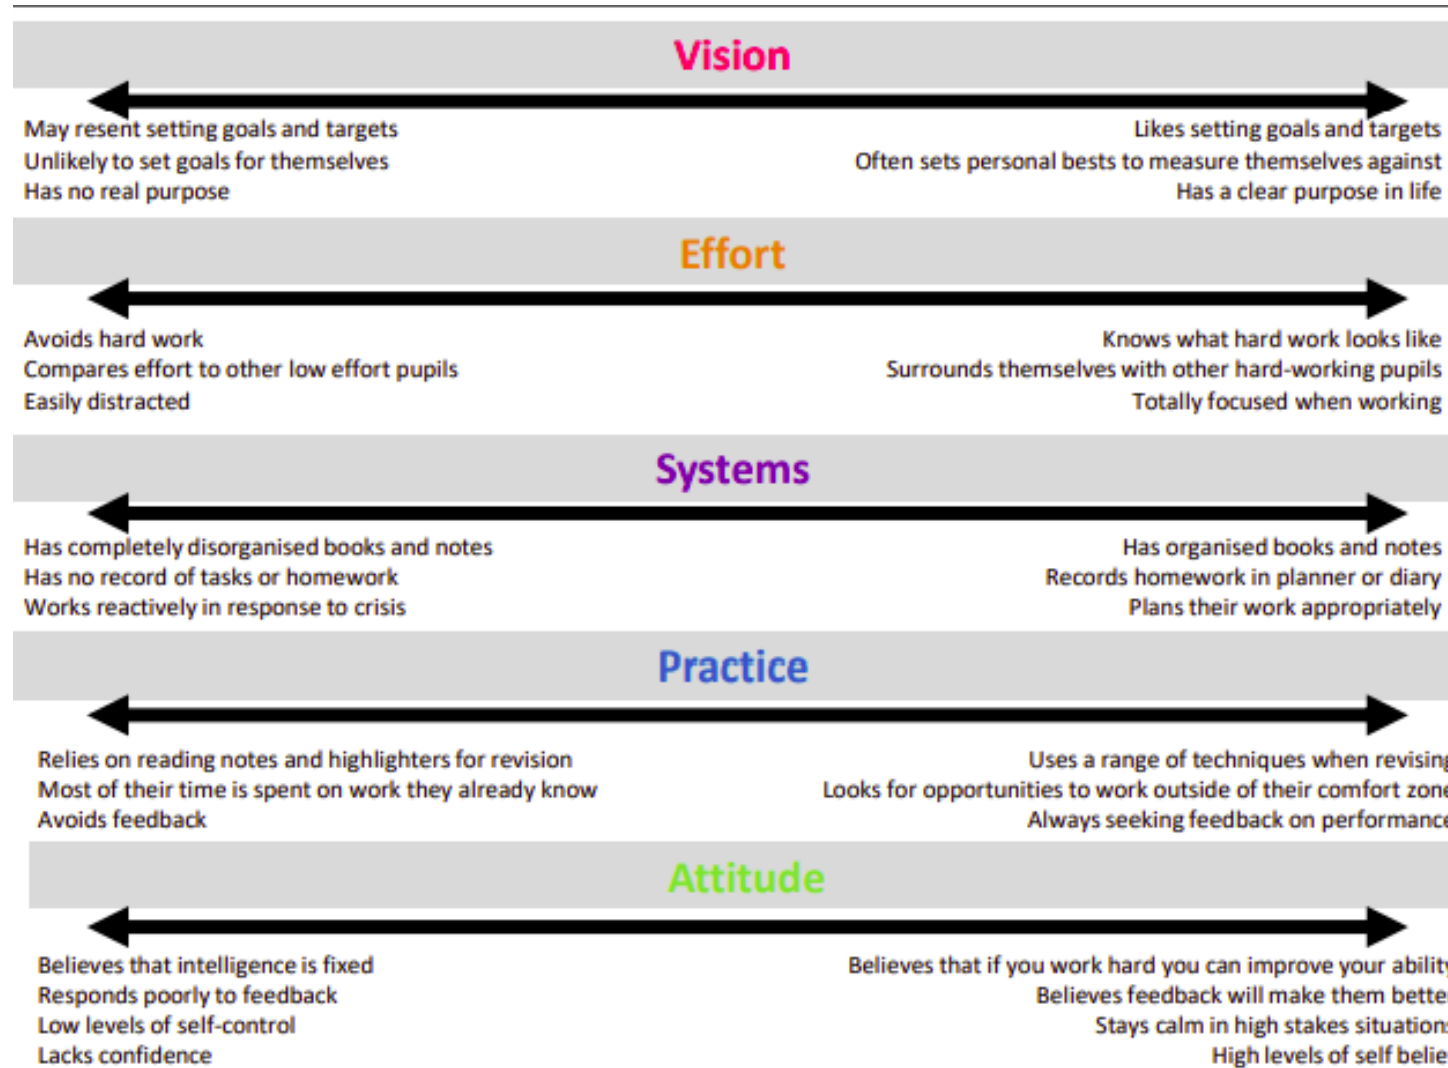 Vision
May resent setting goals and targets
Likes setting goals and targets
Unlikely to set goals for themselves
Often sets personal bests to measure themselves against
Has no real purpose
Has a clear purpose in life
Effort
Avoids hard work
Knows what hard work looks like
Compares effort to other low effort pupils
Surrounds themselves with other hard-working pupils
Easily distracted
Totally focused when working
Systems
Has completely disorganised books and notes
Has organised books and notes
Has no record of tasks or homework
Records homework in planner or diary
Works reactively in response to crisis
Plans their work appropriately
Practice
Relies on reading notes and highlighters for revision
Uses a range of techniques when revising
Most of their time is spent on work they already know
Looks for opportunities to work outside of their comfort zone
Avoids feedback
Always seeking feedback on performance
Attitude
Believes that intelligence is fixed
Believes that if you work hard you can improve your ability
Responds poorly to feedback
Believes feedback will make them better
Low levels of self-control
Stays calm in high stakes situations
Lacks confidence
High levels of self belie